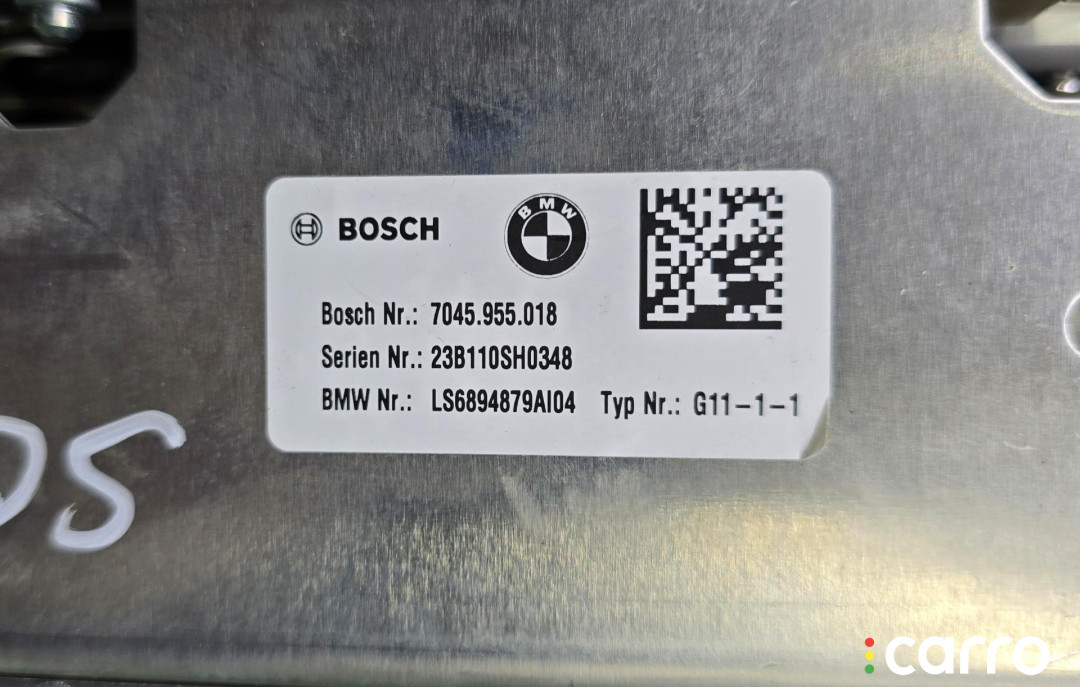 BOSCH
BMW
Bosch Nr.: 7045.955.018
Serien Nr.: 23B110SH0348
BMW Nr.: LS6894879AI04 Typ Nr.: G11-1-1
05
carro